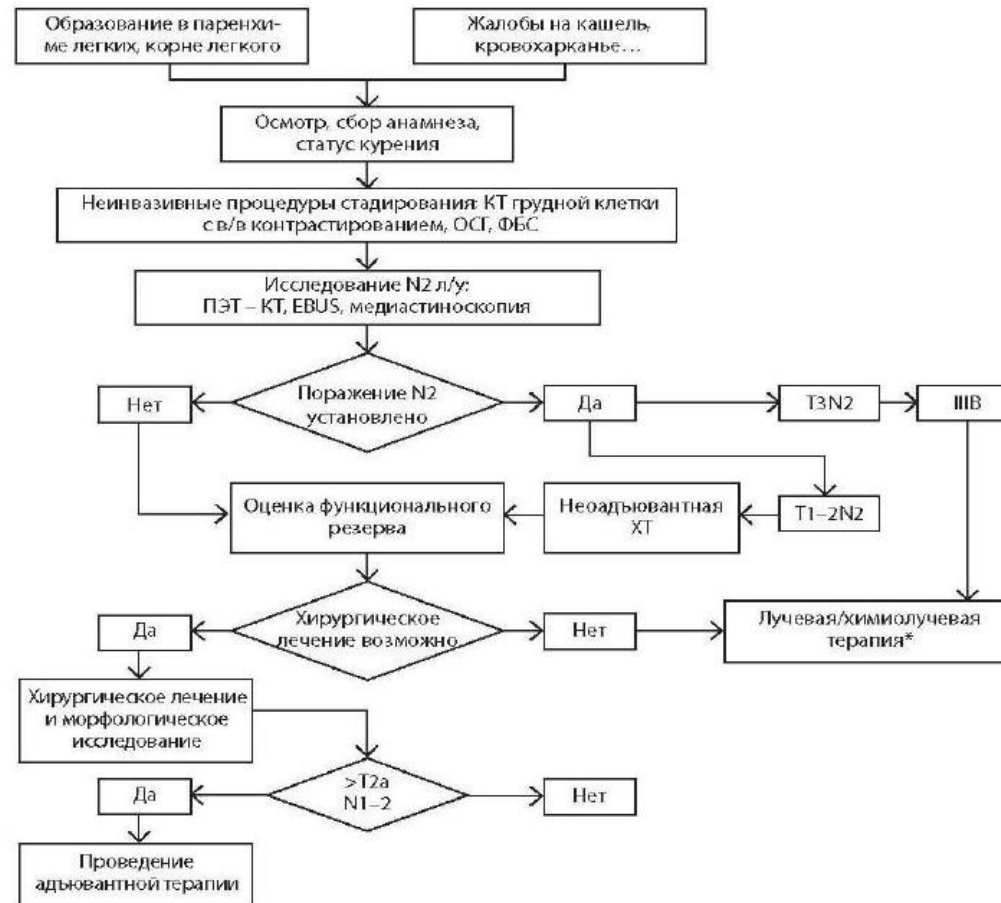 Образование в паренхи-
ме легких, корне легкого
Жалобы на кашель,
кровохарканье...
Осмотр, сбор анамнеза,
статус курения
Неинвазивные процедуры стадирования: КТ грудной клетки
с в/в контрастированием, ОСГ, ФБС
Исследование N2 л/у:
ПЭТ – КТ, EBUS, медиастиноскопия
Нет
Поражение N2
установлено
Да
T3N2
IIIB
Оценка функционального
резерва
Неоадъювантная
ХТ
T1–2N2
Да
Хирургическое
лечение возможно
Нет
Лучевая/химиолучевая
терапия*
Хирургическое лечение
и морфологическое
исследование
Да
>T2a
N1–2
Нет
Проведение
адъювантной терапии